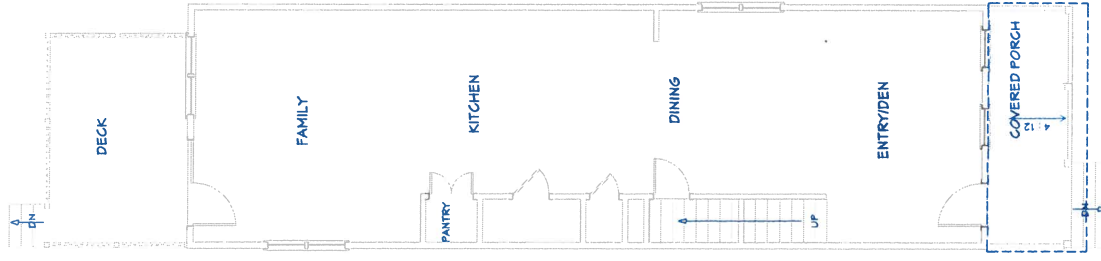 DECK
FAMILY
KITCHEN
DINING
ENTRY/DEN
COVERED PORCH
4
12
PANTRY
UP
DN
DN